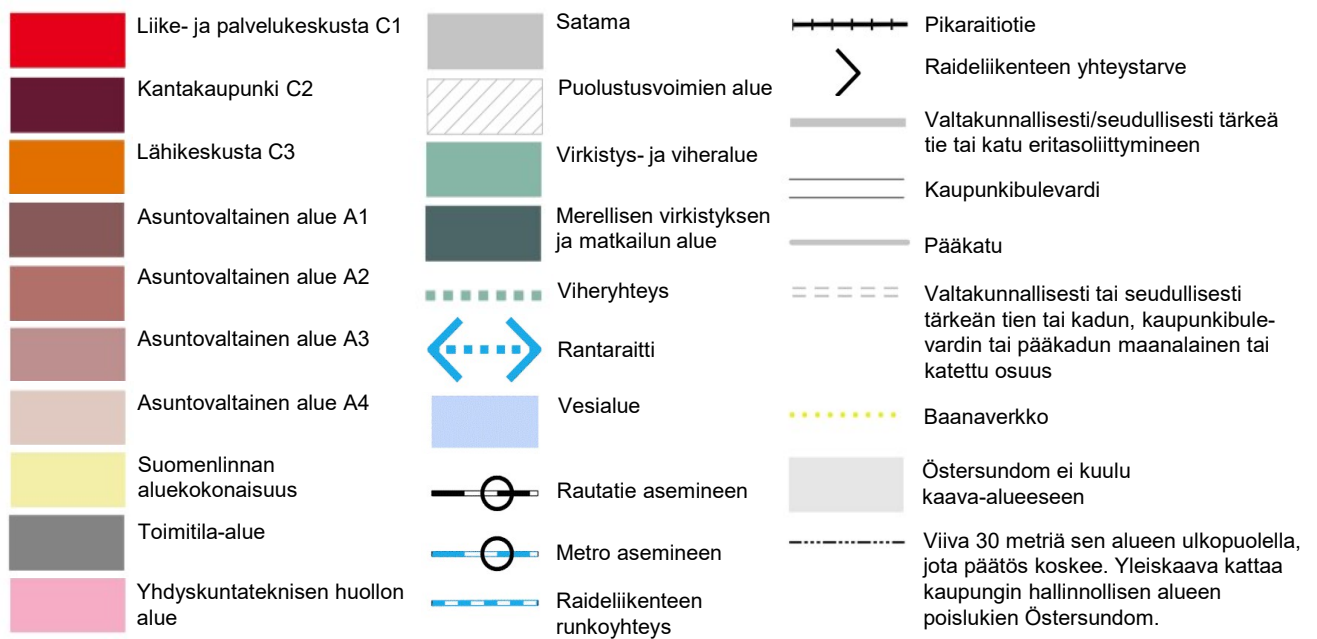 Liike- ja palvelukeskusta C1
Kantakaupunki C2
Lähikeskusta C3
Asuntovaltainen alue A1
Asuntovaltainen alue A2
Asuntovaltainen alue A3
Asuntovaltainen alue A4
Suomenlinnan
aluekokonaisuus
Toimitila-alue
Yhdyskuntateknisen huollon
alue
Satama
Puolustusvoimien alue
Virkistys- ja viheralue
Merellisen virkistyksen
ja matkailun alue
Viheryhteys
Rantaraitti
Vesialue
Rautatie asemineen
Metro asemineen
Raideliikenteen
runkoyhteys
Pikaraitiotie
Raideliikenteen yhteystarve
Valtakunnallisesti/seudullisesti tärkeä
tie tai katu eritasoliittymineen
Kaupunkibulevardi
Pääkatu
Valtakunnallisesti tai seudullisesti
tärkeän tien tai kadun, kaupunkibule-
vardin tai pääkadun maanalainen tai
katettu osuus
Baanaverkko
Östersundom ei kuulu
kaava-alueeseen
Viiva 30 metriä sen alueen ulkopuolella,
jota päätös koskee. Yleiskaava kattaa
kaupungin hallinnollisen alueen
poislukien Östersundom.